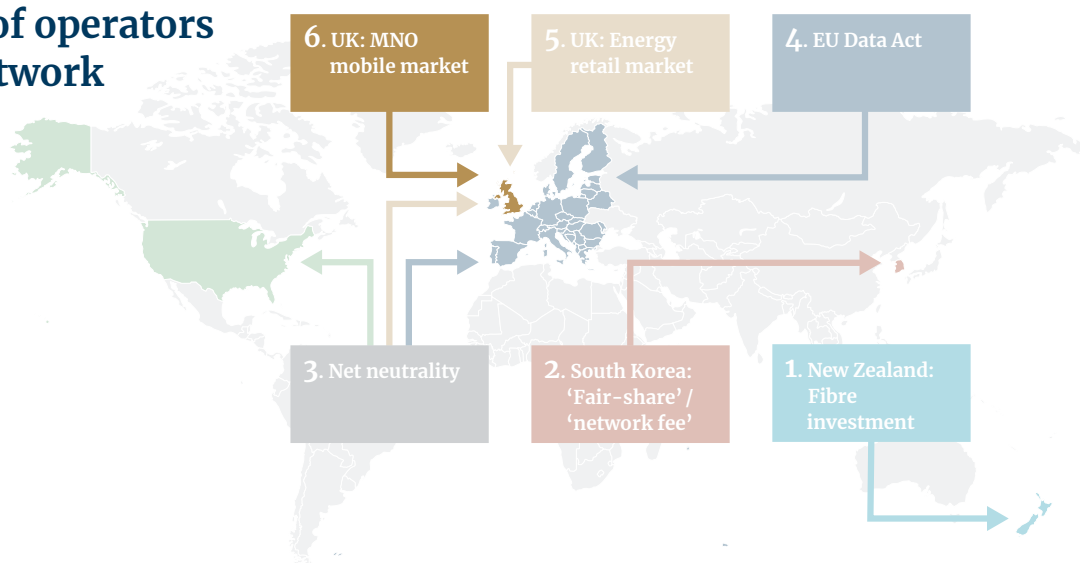 of operators
twork
6. UK: MNO
mobile market
5. UK: Energy
retail market
4. EU Data Act
3. Net neutrality
2. South Korea:
‘Fair-share’ /
‘network fee’
1. New Zealand:
Fibre
investment